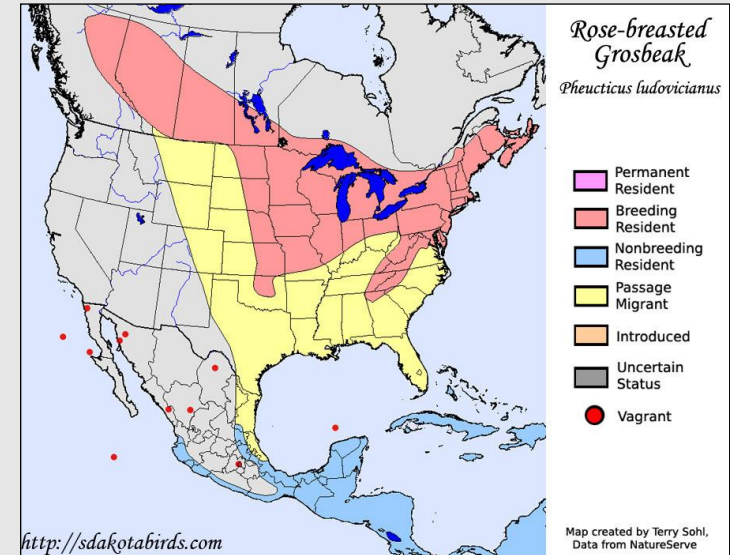 Rose-breasted
Grosbeak
Pheucticus ludovicianus
Permanent
Resident
Breeding
Resident
Nonbreeding
Resident
Passage
Migrant
Introduced
Uncertain
Status
Vagrant
http://sdakotabirds.com
Map created by Terry Sohl,
Data from NatureServe